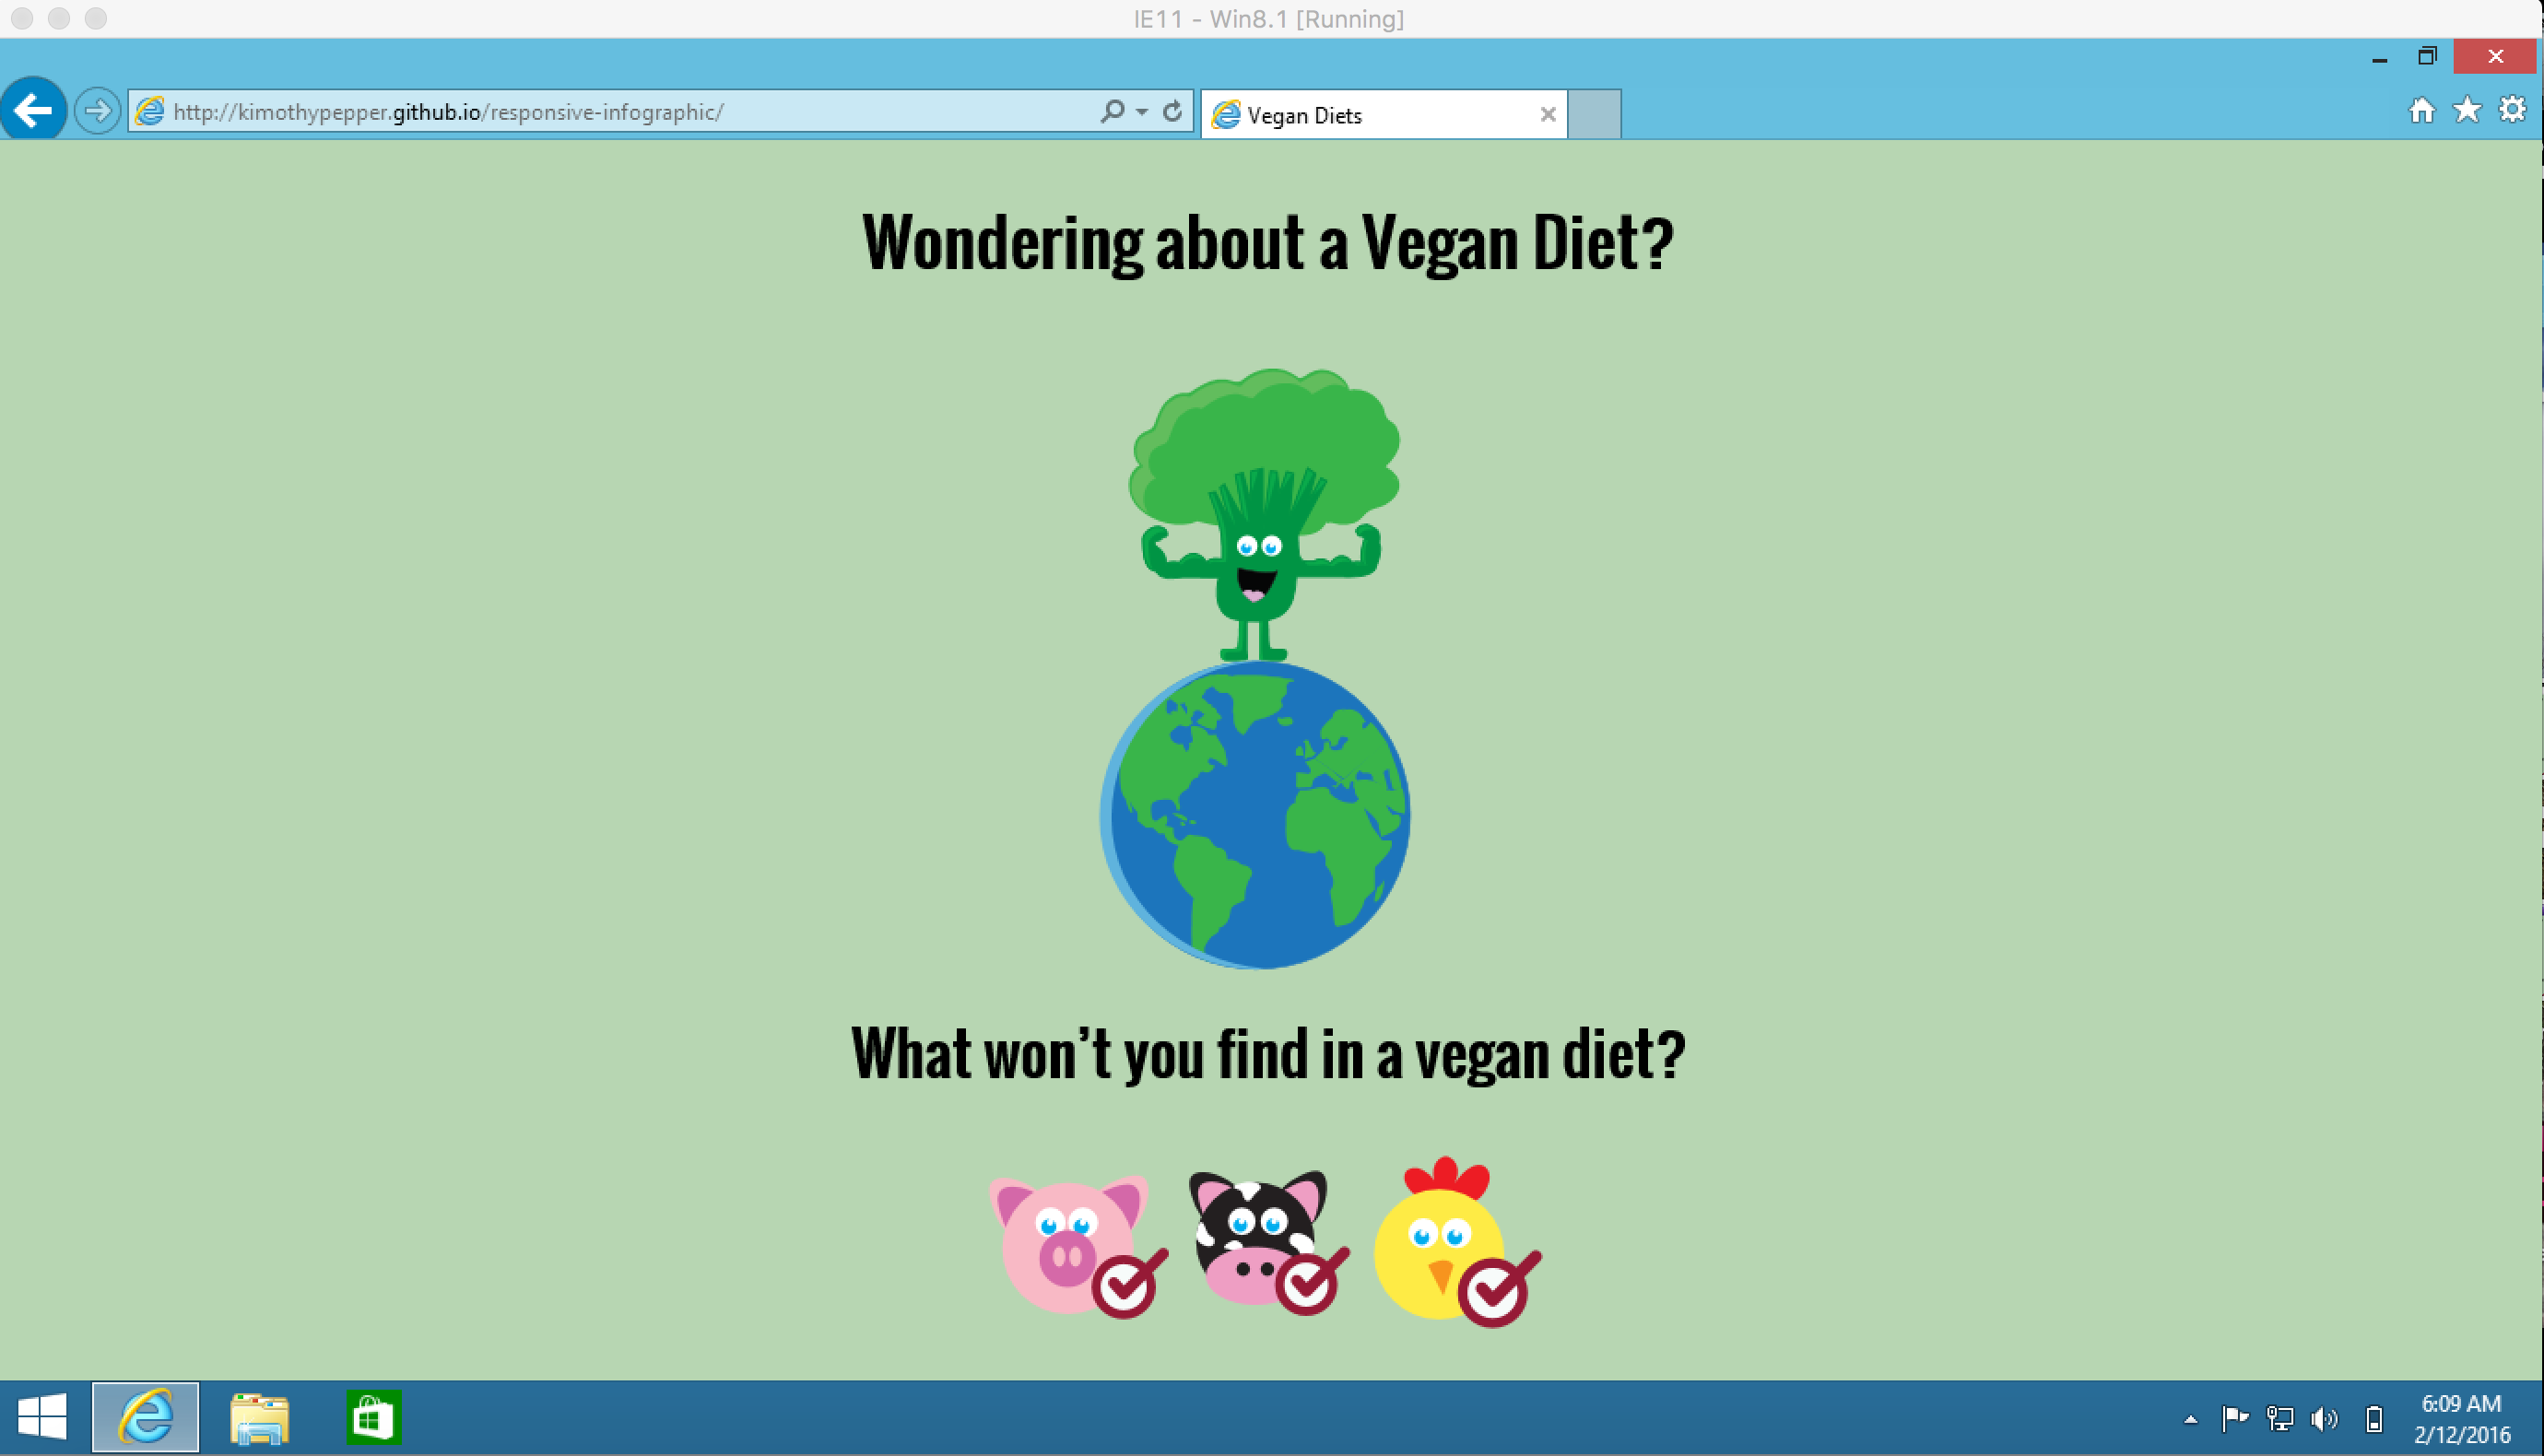 IE11 - Win8.1 [Running]
http://kimothypepper.github.io/responsive-infographic/
Vegan Diets
Wondering about a Vegan Diet?
What won’t you find in a vegan diet?
6:09 AM
2/12/2016